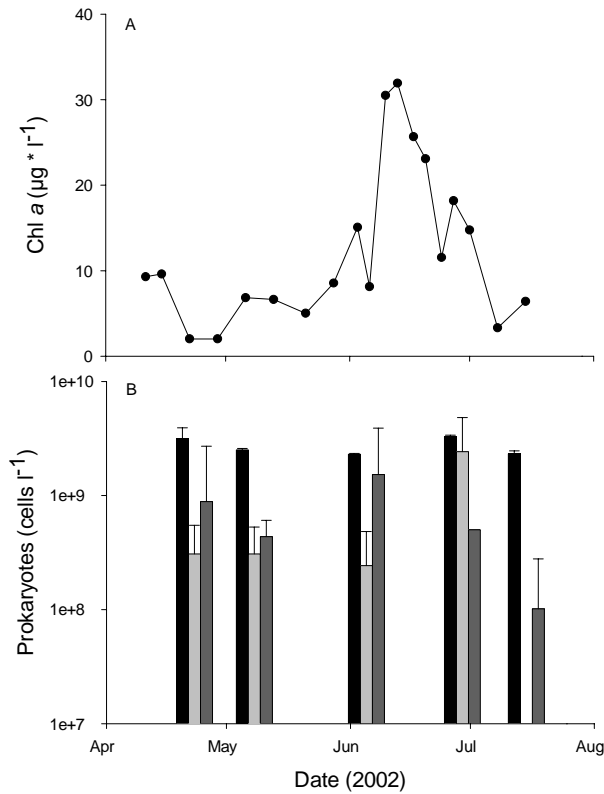 A
40
30
20
10
0
Chl a (µg * l-1)
B
1e+10
1e+9
1e+8
1e+7
Prokaryotes (cells l-1)
Apr May Jun Jul Aug
Date (2002)